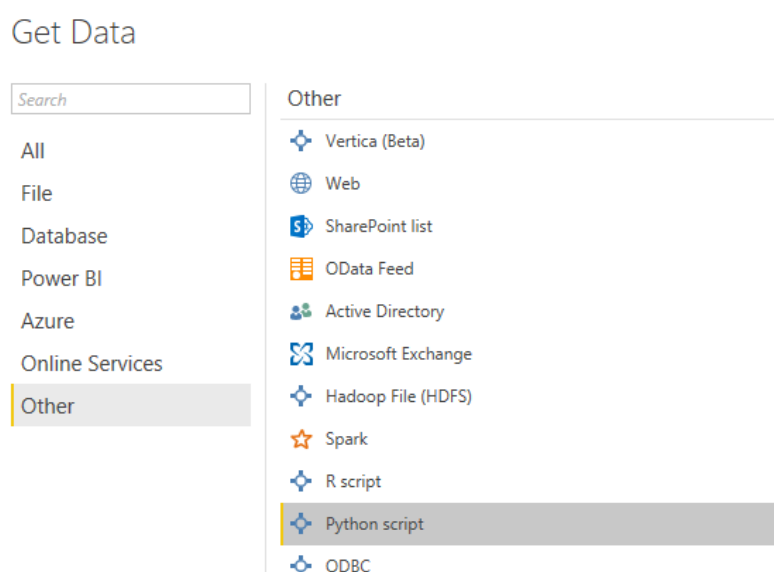 Get Data
Search
All
File
Database
Power BI
Azure
Online Services
Other
Other
Vertica (Beta)
Web
SharePoint list
OData Feed
Active Directory
Microsoft Exchange
Hadoop File (HDFS)
Spark
R script
Python script
ODBC